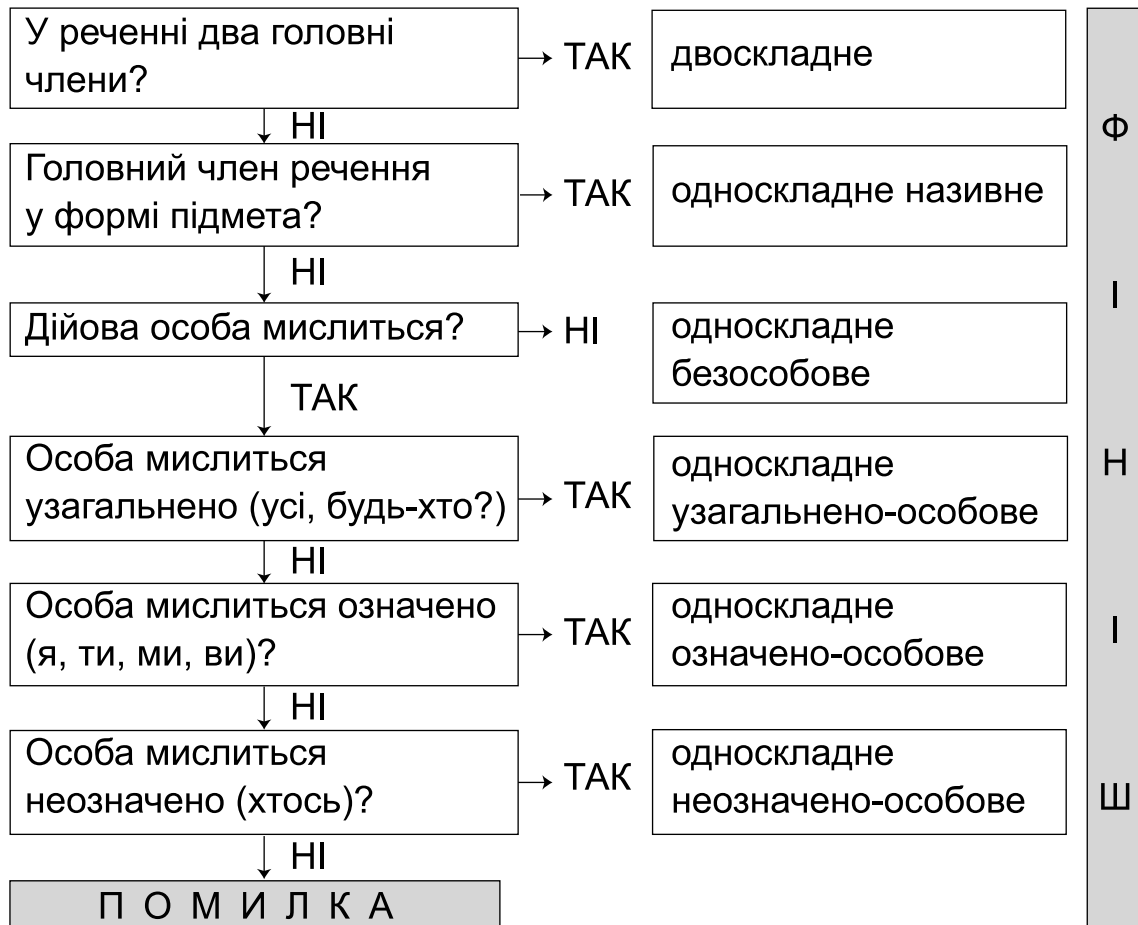 У реченні два головні
члени?
ТАК
двоскладне
НІ
Головний член речення
у формі підмета?
ТАК
односкладне називне
НІ
Дійова особа мислиться?
НІ
односкладне
безособове
ТАК
Особа мислиться
узагальнено (усі, будь-хто?)
ТАК
односкладне
узагальнено-особове
НІ
Особа мислиться означено
(я, ти, ми, ви)?
ТАК
односкладне
означено-особове
НІ
Особа мислиться
неозначено (хтось)?
ТАК
односкладне
неозначено-особове
НІ
П О М И Л К А
Ф
І
Н
І
Ш